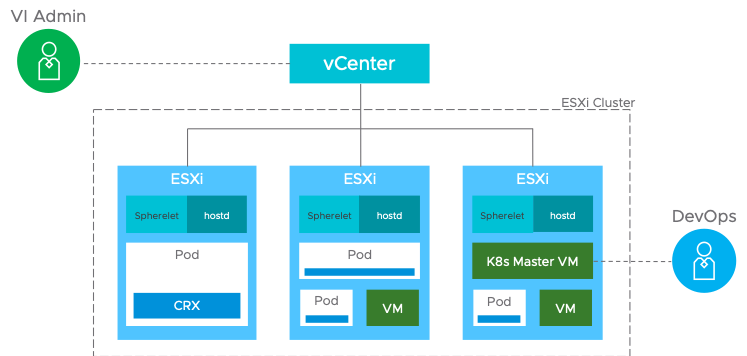 VI Admin
vCenter
ESXi Cluster
ESXi
ESXi
ESXi
Spherelet hostd
Spherelet hostd
Spherelet hostd
DevOps
Pod
Pod
K8s Master VM
CRX
Pod
VM
Pod
VM